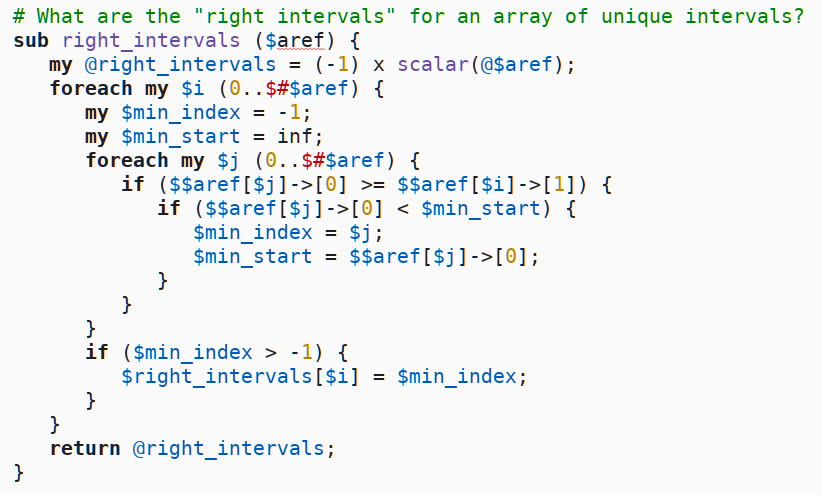 # What are the "right intervals" for an array of unique intervals?
sub right_intervals ($aref) {
   my @right_intervals = (-1) x scalar(@$aref);
   foreach my $i (0..$#$aref) {
      my $min_index = -1;
      my $min_start = inf;
      foreach my $j (0..$#$aref) {
         if ($$aref[$j]->[0] >= $$aref[$i]->[1]) {
            if ($$aref[$j]->[0] < $min_start) {
               $min_index = $j;
               $min_start = $$aref[$j]->[0];
            }
         }
      }
      if ($min_index > -1) {
         $right_intervals[$i] = $min_index;
      }
   }
   return @right_intervals;
}